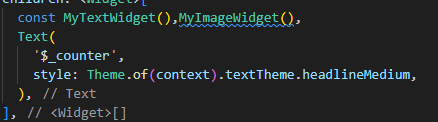 children: <Widget>[
const MyTextWidget(),MyImageWidget(),
Text(
'$_counter',
style: Theme.of(context).textTheme.headlineMedium,
), // Text
], // <Widget>[]